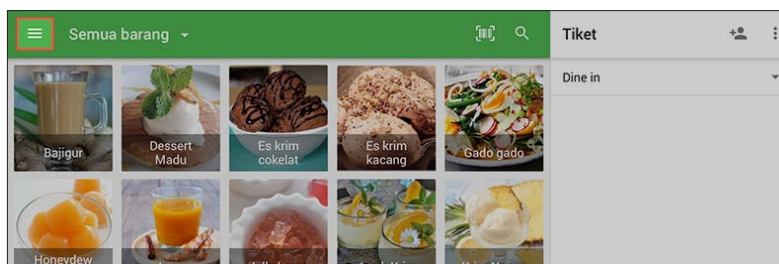 Semua barang
Tiket
Dine in
Bajigur
Dessert
Madu
Es krim
cokelat
Es krim
kacang
Gado gado
Honeydew